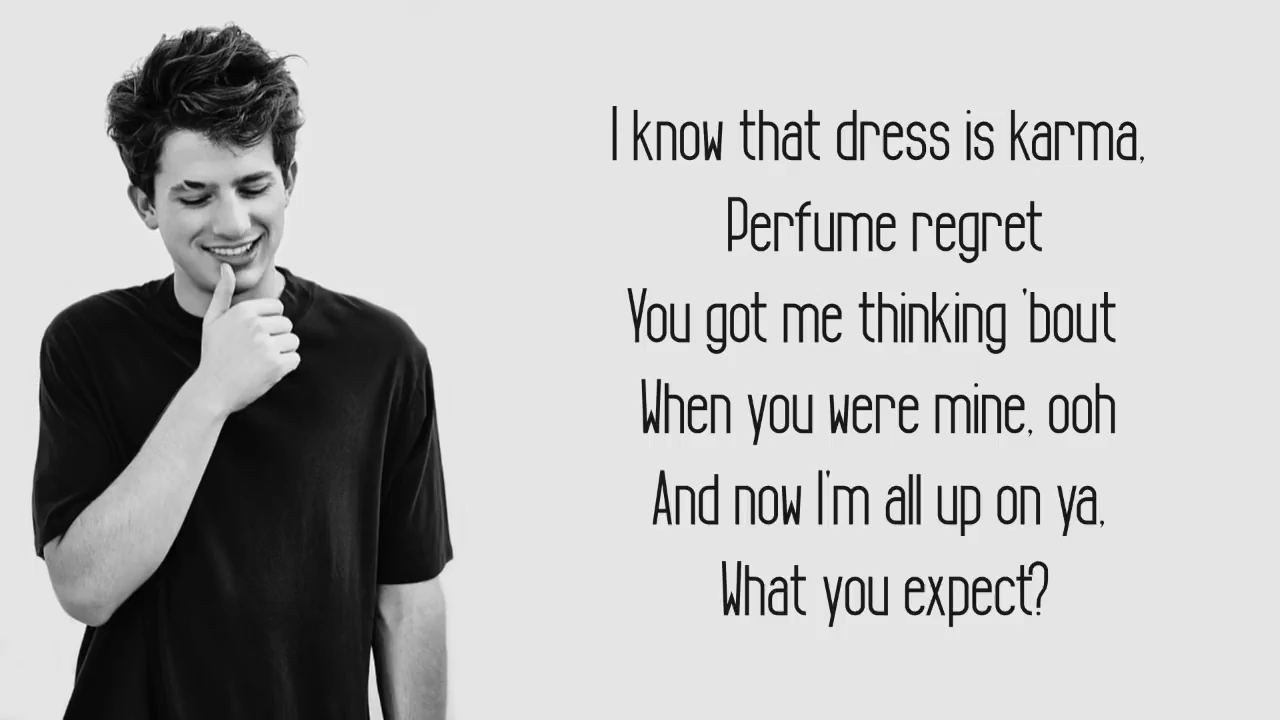 I know that dress is karma,
Perfume regret
You got me thinking 'bout
When you were mine, ooh
And now I'm all up on ya,
What you expect?